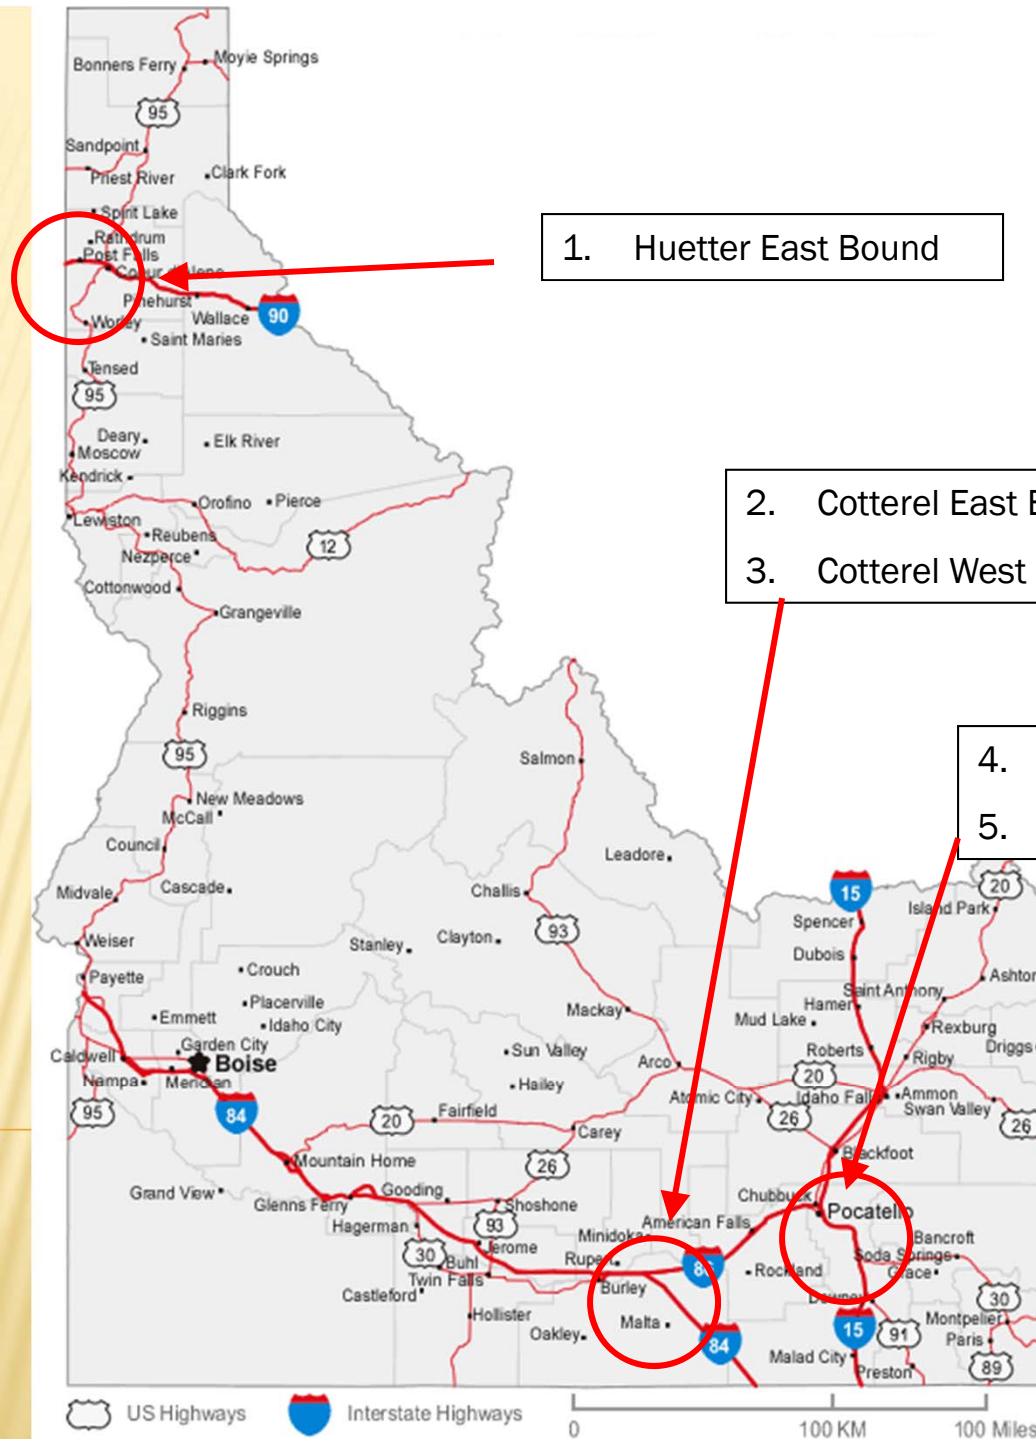 Bonners Ferry
Moyie Springs
95
Sandpoint
Priest River
Clark Fork
Spirit Lake
Rathdrum
Post Falls
Coeur d'Alene
1. Huetter East Bound
Pinehurst
Wallace
90
Worley
Saint Maries
Tensed
95
Deary
Elk River
Moscow
Kendrick
Orofino
Pierce
Lewiston
Reubens
Nezperce
12
2. Cotterel East
3. Cotterel West
Cottonwood
Grangeville
Riggins
95
Salmon
4.
5.
New Meadows
McCall
Council
Leadore
Midvale
Cascade
Challis
15
20
Island Park
Spencer
93
Weiser
Stanley
Clayton
Dubois
Payette
Crouch
Saint Anthony
Ashton
Placerville
Hamer
Emmett
Idaho City
Mackay
Mud Lake
Rexburg
Garden City
Driggs
Caldwell
Boise
Sun Valley
Arco
Roberts
Rigby
Nampa
Meridian
Hailey
20
Atomic City
Idaho Falls
Ammon
Swan Valley
95
84
20
Fairfield
26
26
Carey
Blackfoot
Mountain Home
26
Grand View
Glenns Ferry
Gooding
Shoshone
Chubbuck
Pocatello
Hagerman
93
Minidoka
American Falls
Bancroft
30
Buhl
Jerome
Rupert
86
Rockland
Soda Springs
Grace
Twin Falls
Burley
Castleford
Downey
30
Hollister
Malta
Oakley
84
15
91
Montpelier
Paris
Malad City
Preston
89
US Highways
Interstate Highways
0
100 KM
100 Miles